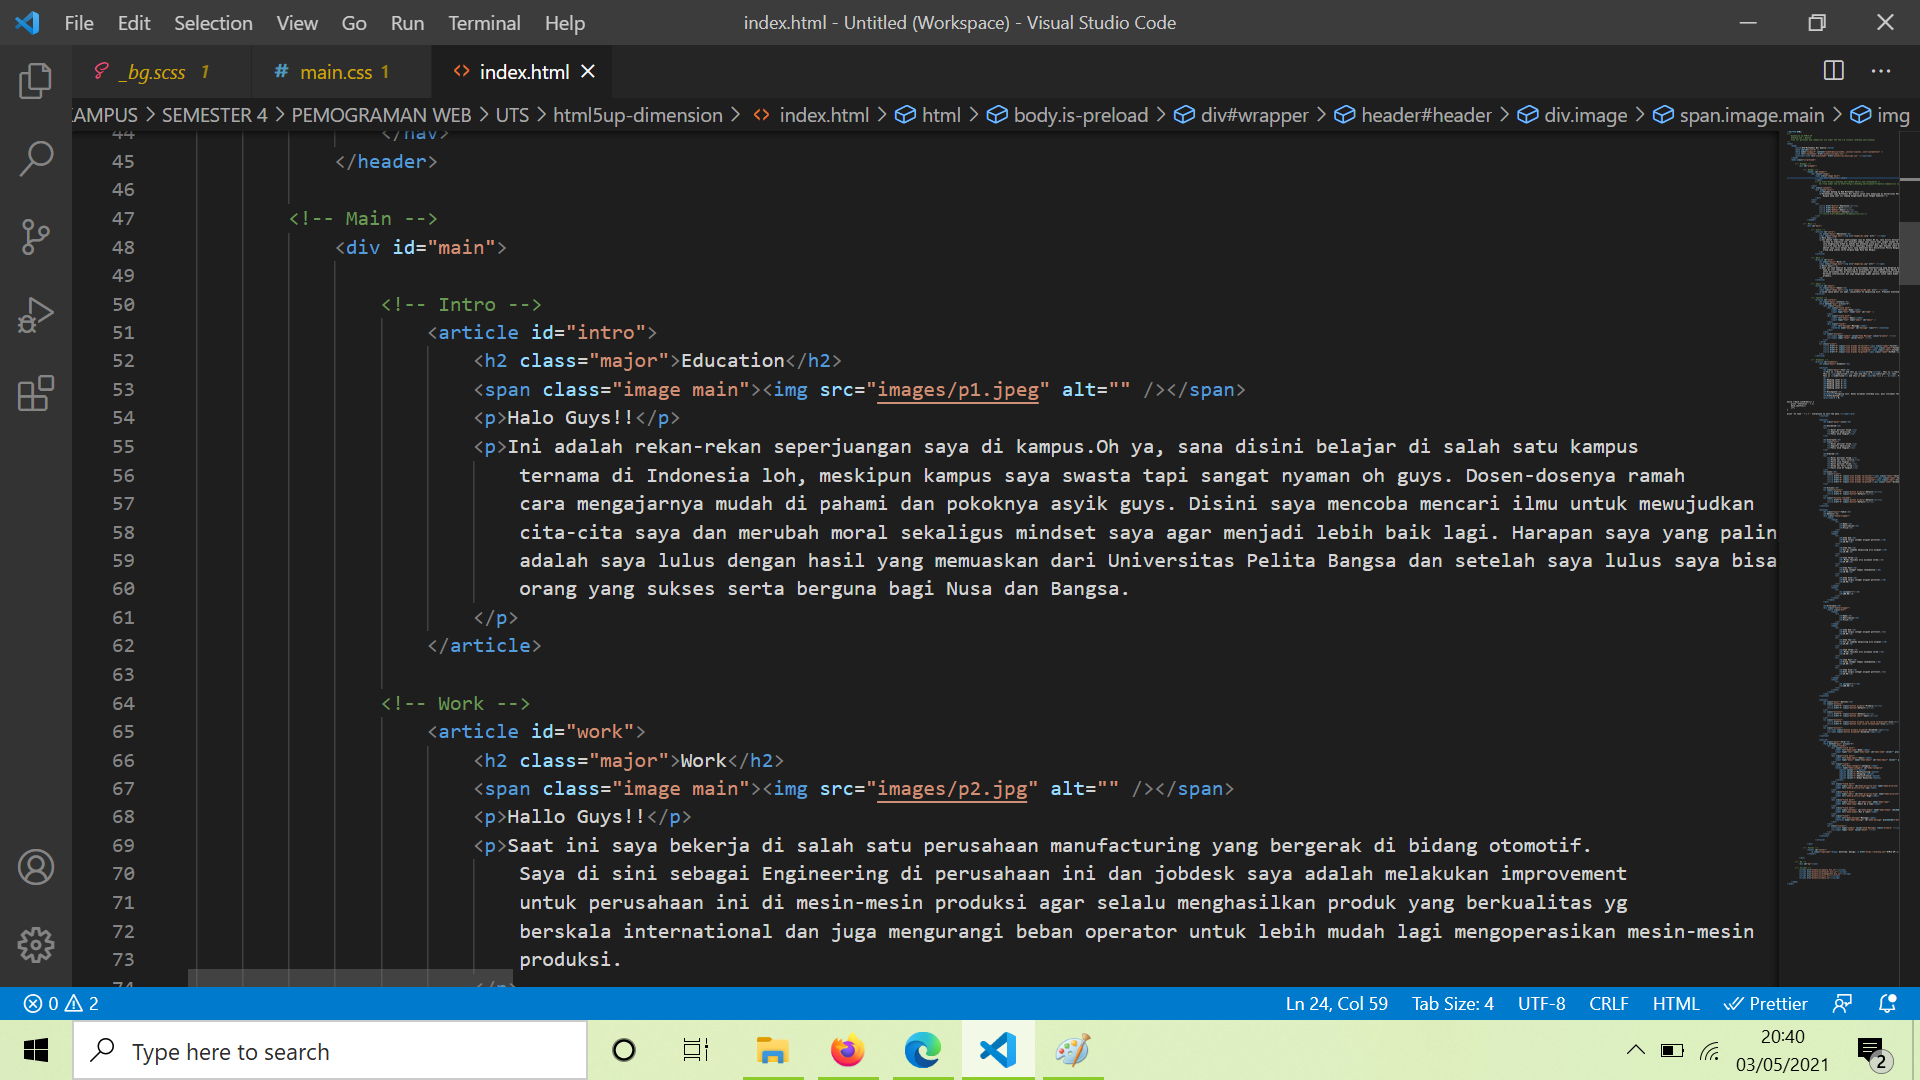 File Edit Selection View Go Run Terminal Help
index.html - Untitled (Workspace) - Visual Studio Code
_bg.scss 1
# main.css 1
<> index.html
KAMPUS > SEMESTER 4 > PEMOGRAMAN WEB > UTS > html5up-dimension > <> index.html > html > body.is-preload > div#wrapper > header#header > div.image > span.image.main > img
44 </nav>
45 </header>
46
47 <!-- Main -->
48 <div id="main">
49
50 <!-- Intro -->
51 <article id="intro">
52 <h2 class="major">Education</h2>
53 <span class="image main"><img src="images/p1.jpeg" alt="" /></span>
54 <p>Halo Guys!!</p>
55 <p>Ini adalah rekan-rekan seperjuangan saya di kampus.Oh ya, sana disini belajar di salah satu kampus
56 ternama di Indonesia loh, meskipun kampus saya swasta tapi sangat nyaman oh guys. Dosen-dosenya ramah
57 cara mengajarnya mudah di pahami dan pokoknya asyik guys. Disini saya mencoba mencari ilmu untuk mewujudkan
58 cita-cita saya dan merubah moral sekaligus mindset saya agar menjadi lebih baik lagi. Harapan saya yang palin
59 adalah saya lulus dengan hasil yang memuaskan dari Universitas Pelita Bangsa dan setelah saya lulus saya bisa
60 orang yang sukses serta berguna bagi Nusa dan Bangsa.
61 </p>
62 </article>
63
64 <!-- Work -->
65 <article id="work">
66 <h2 class="major">Work</h2>
67 <span class="image main"><img src="images/p2.jpg" alt="" /></span>
68 <p>Hallo Guys!!</p>
69 <p>Saat ini saya bekerja di salah satu perusahaan manufacturing yang bergerak di bidang otomotif.
70 Saya di sini sebagai Engineering di perusahaan ini dan jobdesk saya adalah melakukan improvement
71 untuk perusahaan ini di mesin-mesin produksi agar selalu menghasilkan produk yang berkualitas yg
72 berskala international dan juga mengurangi beban operator untuk lebih mudah lagi mengoperasikan mesin-mesin
73 produksi.
74 </p>
0 2
Ln 24, Col 59 Tab Size: 4 UTF-8 CRLF HTML Prettier
Type here to search
20:40
03/05/2021
2